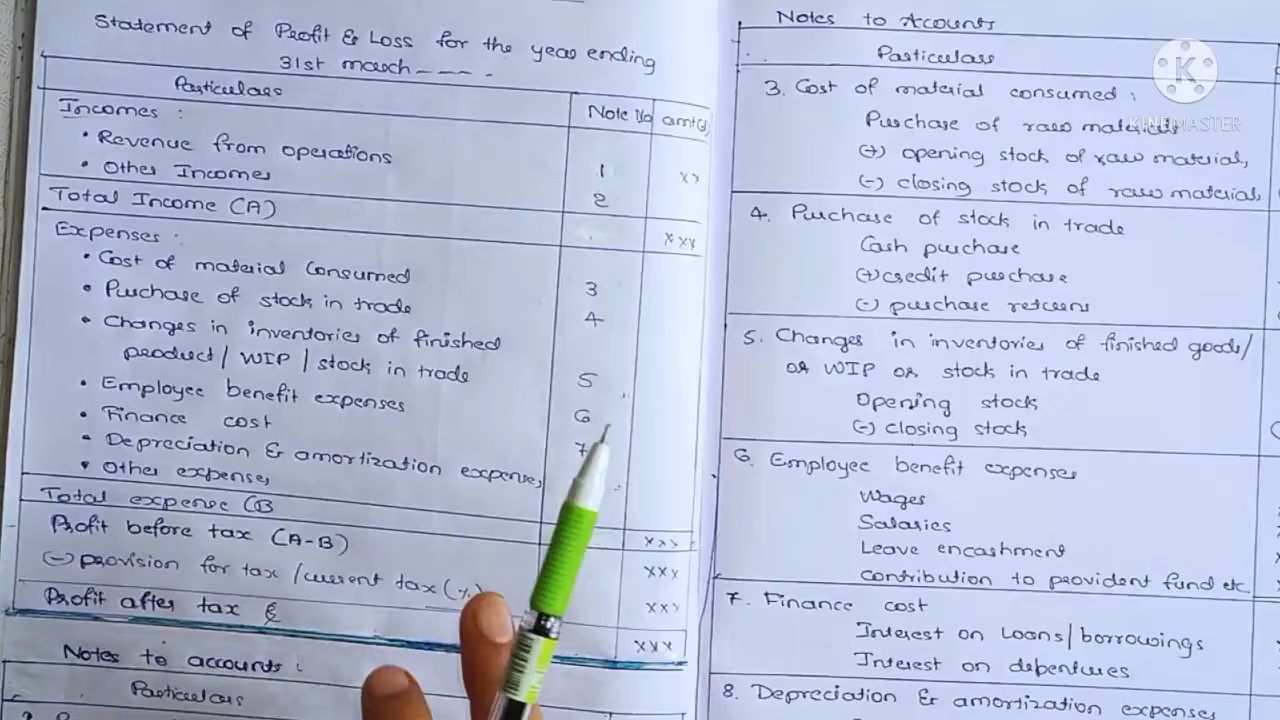 Statement of Profit & Loss for the year ending
31st march - - - - .
Particulars
Note No
amt(₹)
Incomes :
• Revenue from operations
1
xx
• Other Incomes
2
Total Income (A)
xxx
Expenses :
• Cost of material Consumed
3
• Purchase of stock in trade
4
• Changes in inventories of finished
product / WIP / stock in trade
5
• Employee benefit expenses
6
• Finance cost
7
• Depreciation & amortization expenses
• Other expenses
Total expense (B
xxx
Profit before tax (A-B)
xxx
(-) provision for tax / current tax (%)
xxx
Profit after tax &
xxx
Notes to accounts :
Particulars
Notes to Accounts
Particulars
3. Cost of material consumed :
Purchase of raw materials
(+) opening stock of raw material,
(-) closing stock of raw material
4. Purchase of stock in trade
Cash purchase
(+) credit purchase
(-) purchase returns
5. Changes in inventories of finished goods/
or WIP or stock in trade
Opening stock
(-) closing stock
6. Employee benefit expenses
Wages
Salaries
Leave encashment
Contribution to provident fund etc.
7. Finance cost
Interest on Loans/borrowings
Interest on debentures
8. Depreciation & amortization expenses
K
KINEMASTER